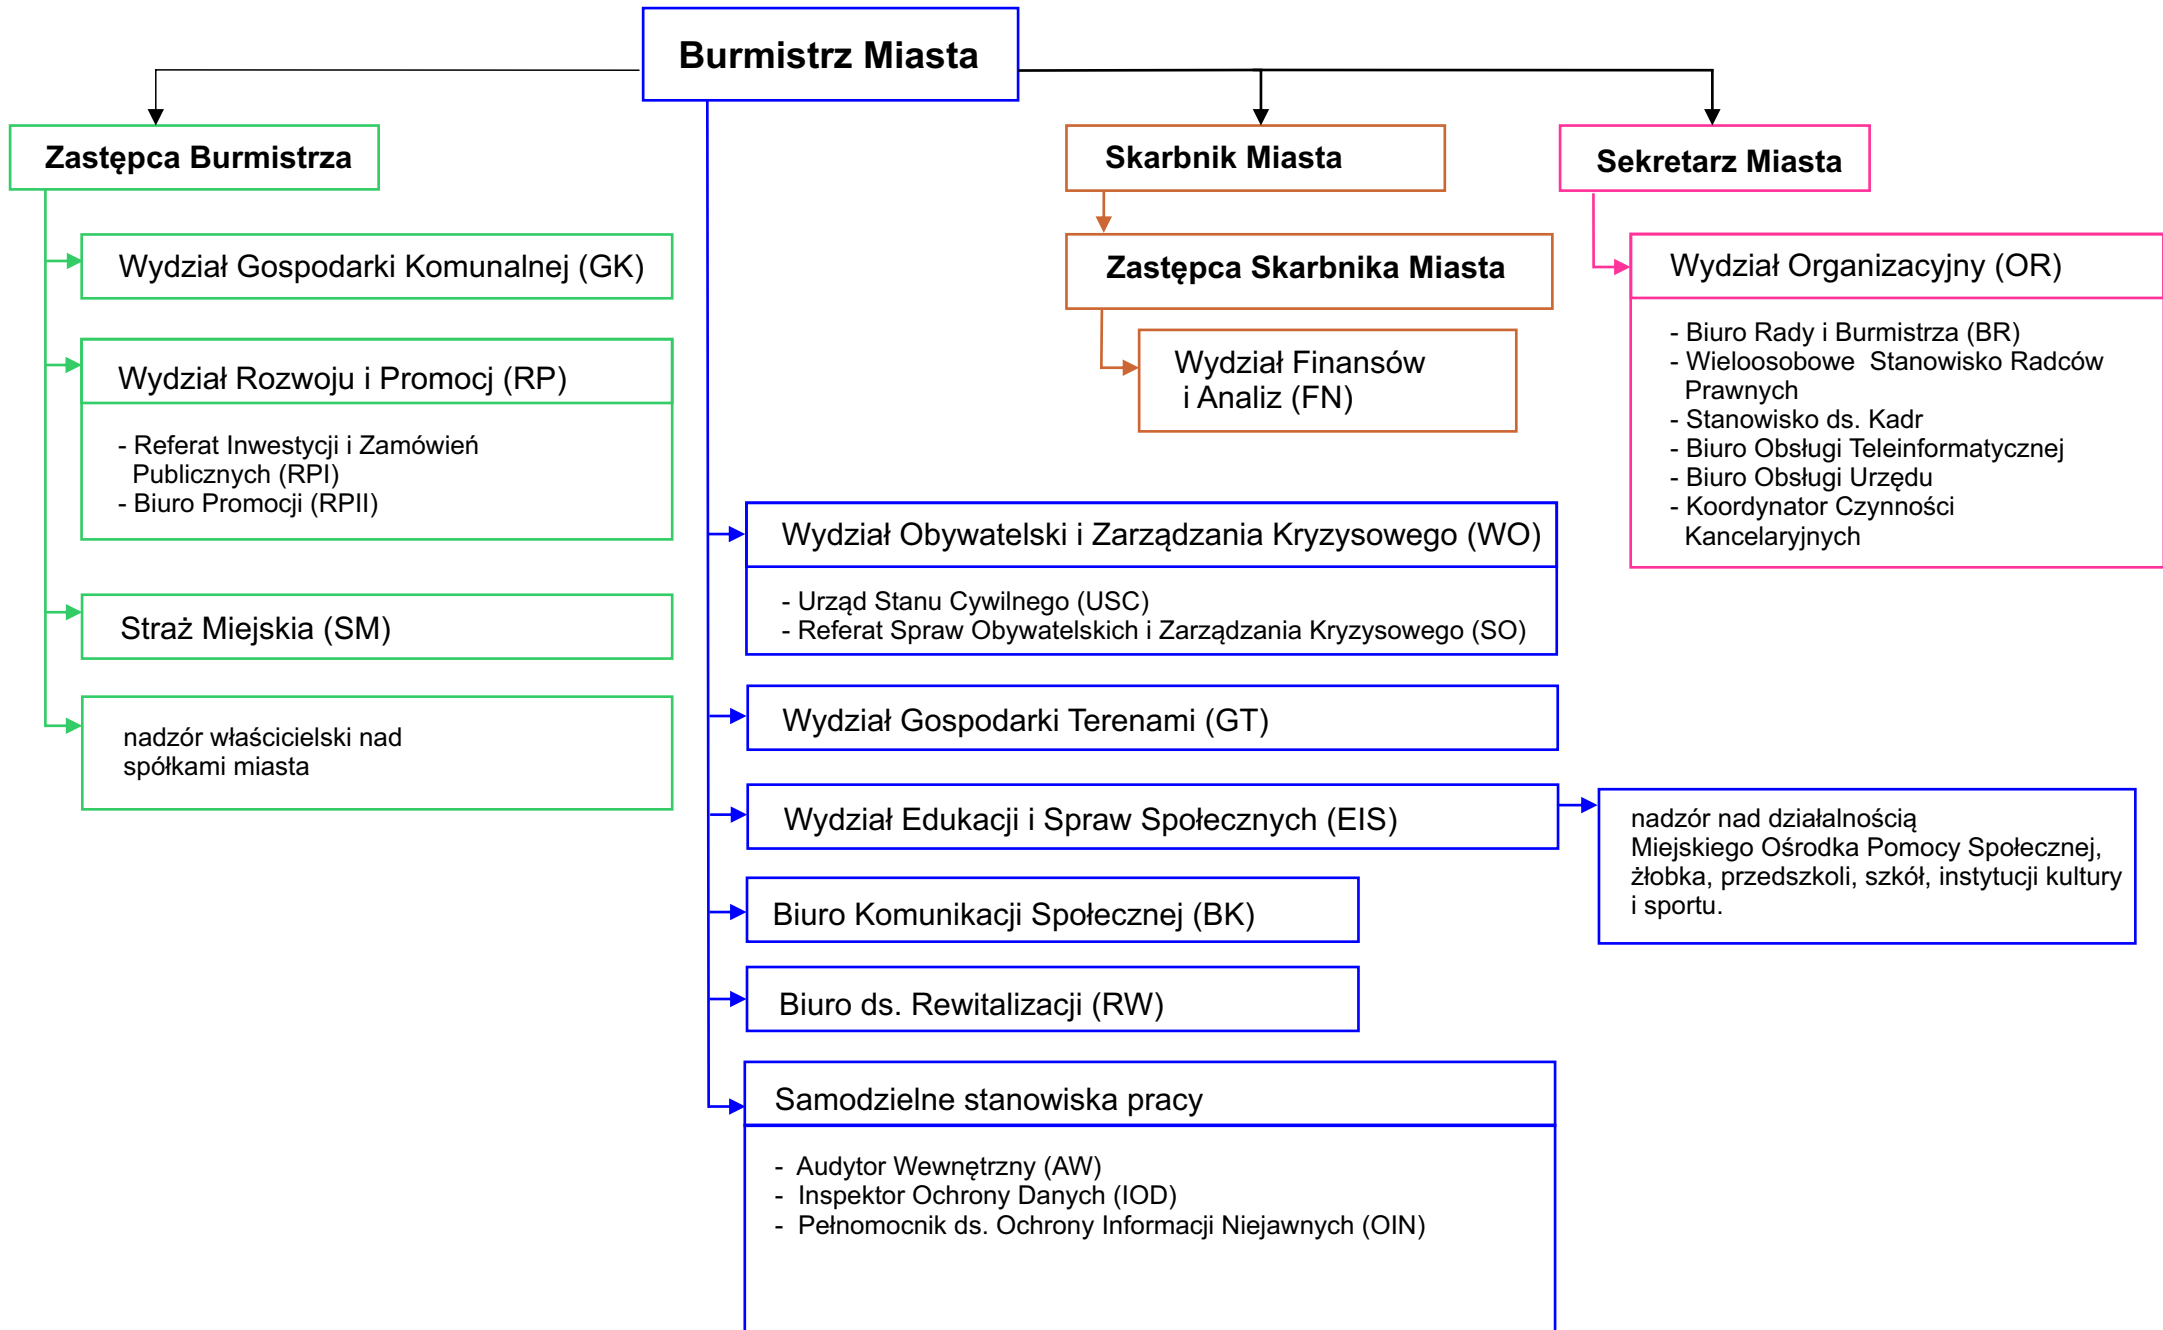 Burmistrz Miasta
Zastępca Burmistrza
Wydział Gospodarki Komunalnej (GK)
Wydział Rozwoju i Promocj (RP)
- Referat Inwestycji i Zamówień
Publicznych (RPI)
- Biuro Promocji (RPII)
Straż Miejskia (SM)
nadzór właścicielski nad
spółkami miasta
Skarbnik Miasta
Zastępca Skarbnika Miasta
Wydział Finansów
i Analiz (FN)
Sekretarz Miasta
Wydział Organizacyjny (OR)
- Biuro Rady i Burmistrza (BR)
- Wieloosobowe Stanowisko Radców
Prawnych
- Stanowisko ds. Kadr
- Biuro Obsługi Teleinformatycznej
- Biuro Obsługi Urzędu
- Koordynator Czynności
Kancelaryjnych
Wydział Obywatelski i Zarządzania Kryzysowego (WO)
- Urząd Stanu Cywilnego (USC)
- Referat Spraw Obywatelskich i Zarządzania Kryzysowego (SO)
Wydział Gospodarki Terenami (GT)
Wydział Edukacji i Spraw Społecznych (EIS)
nadzór nad działalnością
Miejskiego Ośrodka Pomocy Społecznej,
żłobka, przedszkoli, szkół, instytucji kultury
i sportu.
Biuro Komunikacji Społecznej (BK)
Biuro ds. Rewitalizacji (RW)
Samodzielne stanowiska pracy
- Audytor Wewnętrzny (AW)
- Inspektor Ochrony Danych (IOD)
- Pełnomocnik ds. Ochrony Informacji Niejawnych (OIN)